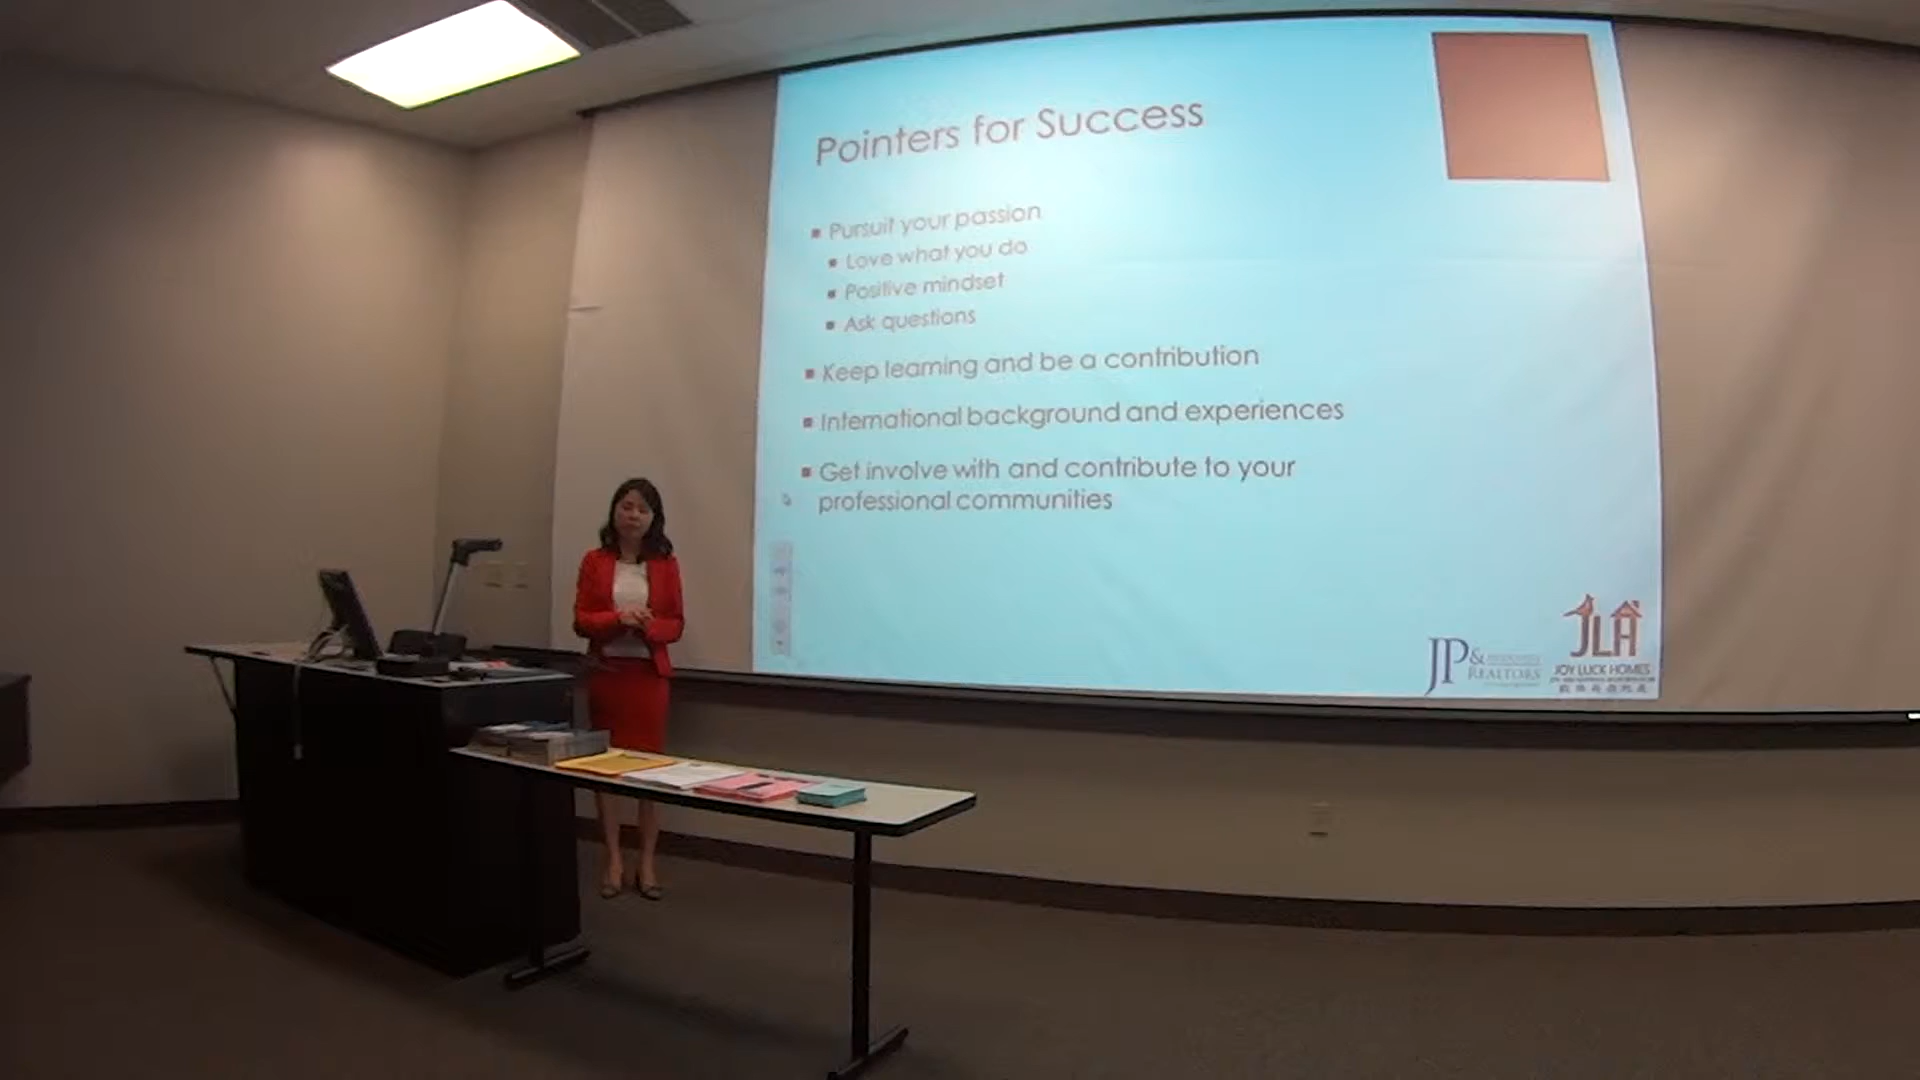 Pointers for Success
Pursuit your passion
Love what you do
Positive mindset
Ask questions
Keep learning and be a contribution
International background and experiences
Get involve with and contribute to your
professional communities
JP &
REALTORS
JLH
JOY LUCK HOMES